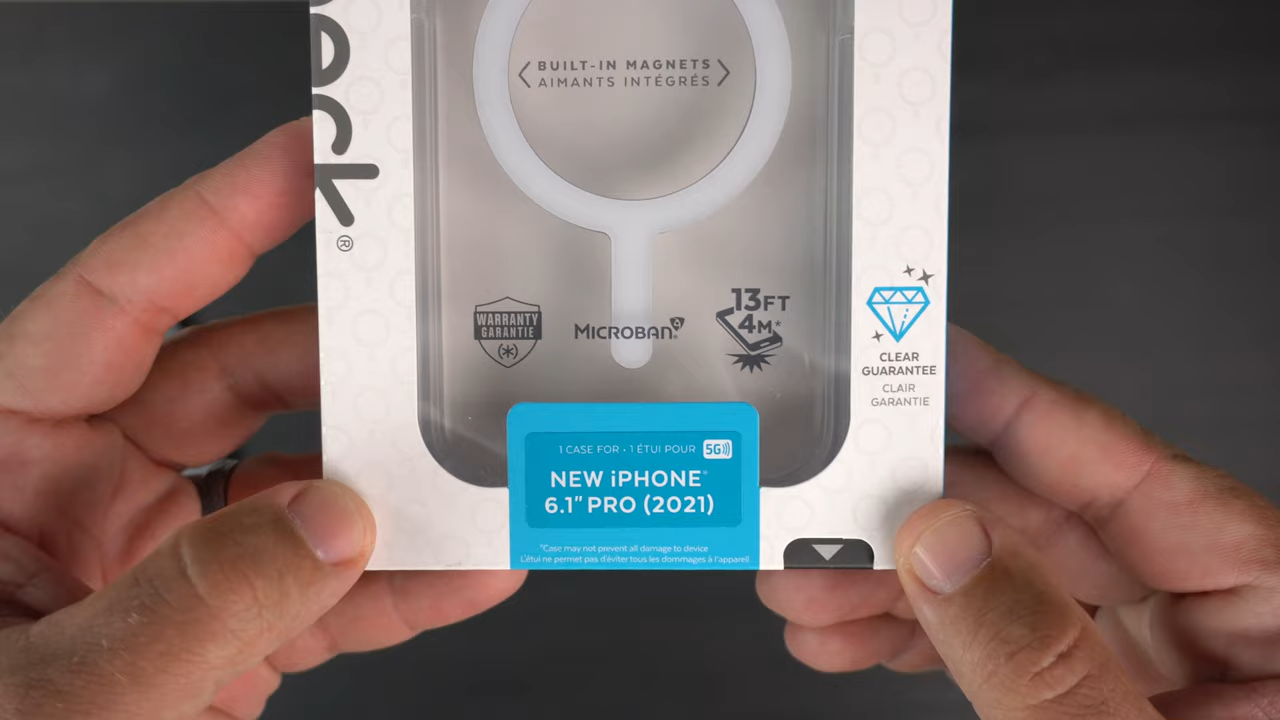 eck®
BUILT-IN MAGNETS
AIMANTS INTÉGRÉS
WARRANTY
GARANTIE
(*)
MICROBAN®
13FT
4M*
CLEAR
GUARANTEE
CLAIR
GARANTIE
1 CASE FOR · 1 ÉTUI POUR 5G
NEW iPHONE®
6.1" PRO (2021)
*Case may not prevent all damage to device
L'étui ne permet pas d'éviter tous les dommages à l'appareil.